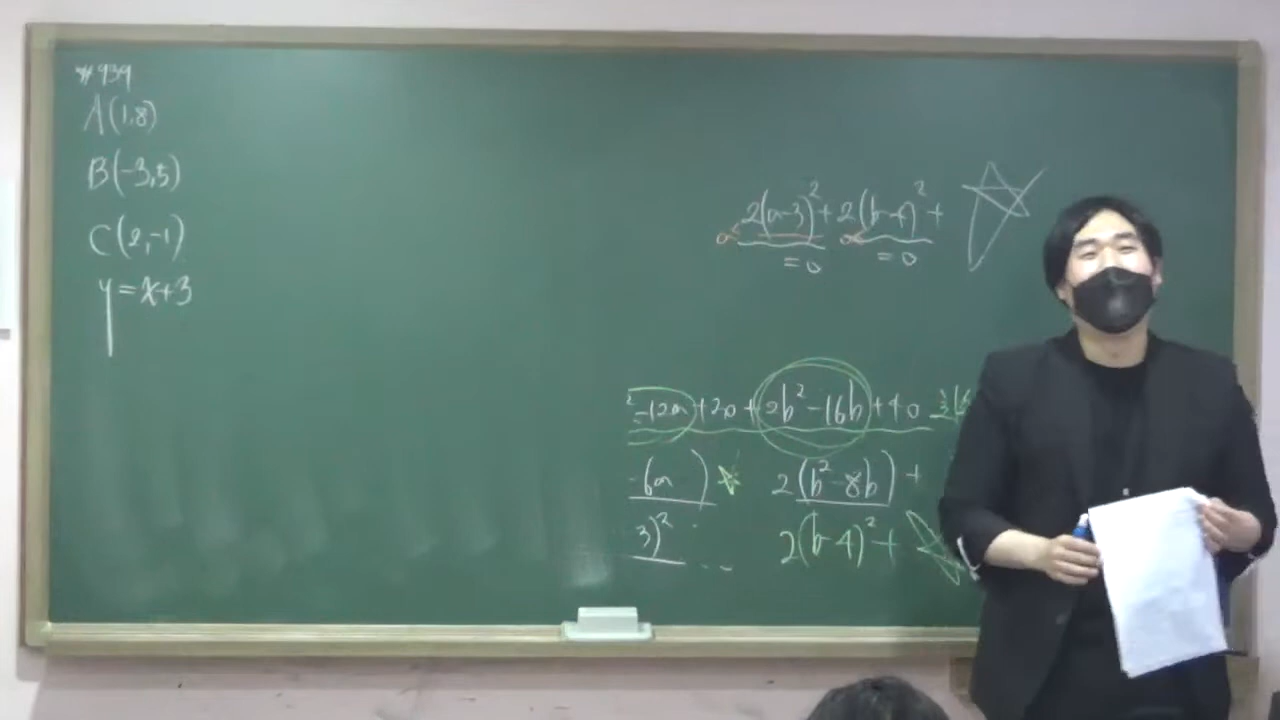 #939
A(1,8)
B(-3,5)
C(2,-1)
y=x+3
2(a-3)²+2(b-4)²+
=0 =0
²-12a+20+2b²-16b+40
-6a) 2(b²-8b)+
3)² ... 2(b-4)²+